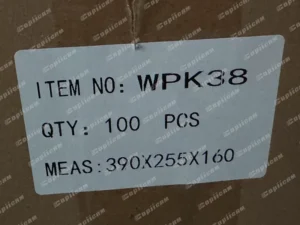 ITEM NO: WPK38
QTY: 100 PCS
MEAS:390X255X160